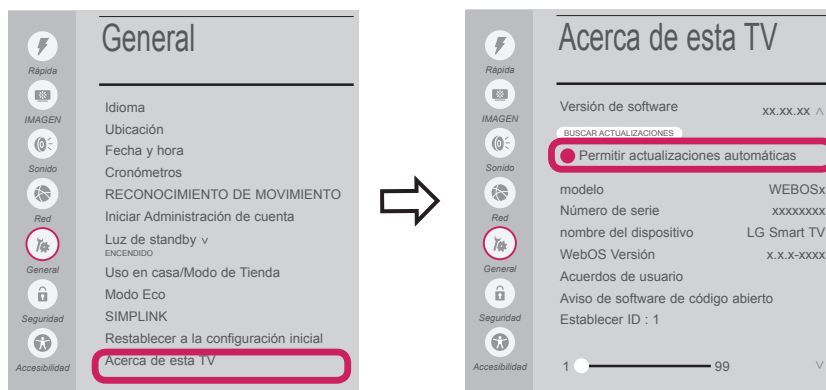 General
Rápida
IMAGEN
Sonido
Red
General
Seguridad
Accesibilidad
Idioma
Ubicación
Fecha y hora
Cronómetros
RECONOCIMIENTO DE MOVIMIENTO
Iniciar Administración de cuenta
Luz de standby
ENCENDIDO
Uso en casa/Modo de Tienda
Modo Eco
SIMPLINK
Restablecer a la configuración inicial
Acerca de esta TV
Acerca de esta TV
Rápida
IMAGEN
Sonido
Red
General
Seguridad
Accesibilidad
Versión de software xx.xx.xx
BUSCAR ACTUALIZACIONES
Permitir actualizaciones automáticas
modelo WEBOSx
Número de serie xxxxxxxx
nombre del dispositivo LG Smart TV
WebOS Versión x.x.x-xxxx
Acuerdos de usuario
Aviso de software de código abierto
Establecer ID : 1
1 99